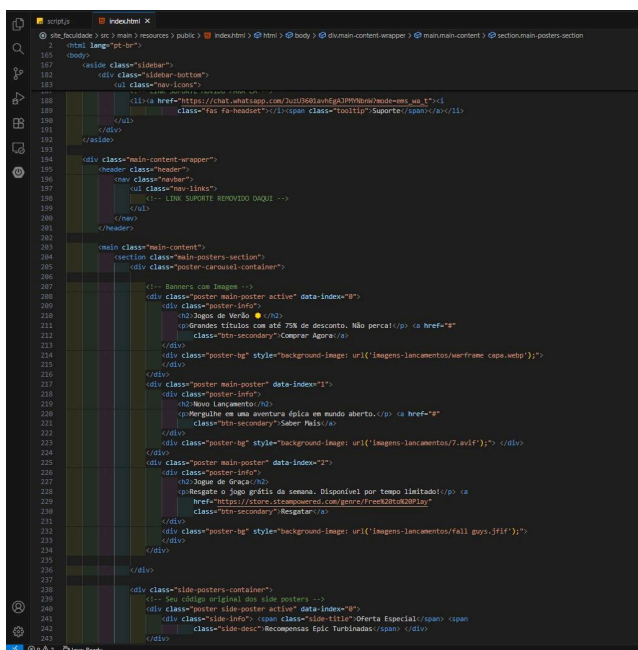 script.js
index.html ×
site_faculdade > src > main > resources > public > index.html > html > body > div.main-content-wrapper > main.main-content > section.main-posters-section
2 <html lang="pt-br">
165 <body>
167 <aside class="sidebar">
182 <div class="sidebar-bottom">
183 <ul class="nav-icons">
188 <li><a href="https://chat.whatsapp.com/JuzU3601avhEgAJPMYNbnW?mode=ems_wa_t"><i
189 class="fas fa-headset"></i><span class="tooltip">Suporte</span></a></li>
190 </ul>
191 </div>
192 </aside>
193
194 <div class="main-content-wrapper">
195 <header class="header">
196 <nav class="navbar">
197 <ul class="nav-links">
198 <!-- LINK SUPORTE REMOVIDO DAQUI -->
199 </ul>
200 </nav>
201 </header>
202
203 <main class="main-content">
204 <section class="main-posters-section">
205 <div class="poster-carousel-container">
206
207 <!-- Banners com Imagem -->
208 <div class="poster main-poster active" data-index="0">
209 <div class="poster-info">
210 <h2>Jogos de Verão ☀</h2>
211 <p>Grandes títulos com até 75% de desconto. Não perca!</p> <a href="#"
212 class="btn-secondary">Comprar Agora</a>
213 </div>
214 <div class="poster-bg" style="background-image: url('imagens-lancamentos/warframe capa.webp');">
215 </div>
216 </div>
217 <div class="poster main-poster" data-index="1">
218 <div class="poster-info">
219 <h2>Novo Lançamento</h2>
220 <p>Mergulhe em uma aventura épica em mundo aberto.</p> <a href="#"
221 class="btn-secondary">Saber Mais</a>
222 </div>
223 <div class="poster-bg" style="background-image: url('imagens-lancamentos/7.avif');"> </div>
224 </div>
225 <div class="poster main-poster" data-index="2">
226 <div class="poster-info">
227 <h2>Jogue de Graça</h2>
228 <p>Resgate o jogo grátis da semana. Disponível por tempo limitado!</p> <a
229 href="https://store.steampowered.com/genre/Free%20to%20Play"
230 class="btn-secondary">Resgatar</a>
231 </div>
232 <div class="poster-bg" style="background-image: url('imagens-lancamentos/fall guys.jfif');">
233 </div>
234 </div>
235
236 </div>
237
238 <div class="side-posters-container">
239 <!-- Seu código original dos side posters -->
240 <div class="poster side-poster active" data-index="0">
241 <div class="side-info"> <span class="side-title">Oferta Especial</span> <span
242 class="side-desc">Recompensas Epic Turbinadas</span> </div>
243 </div>